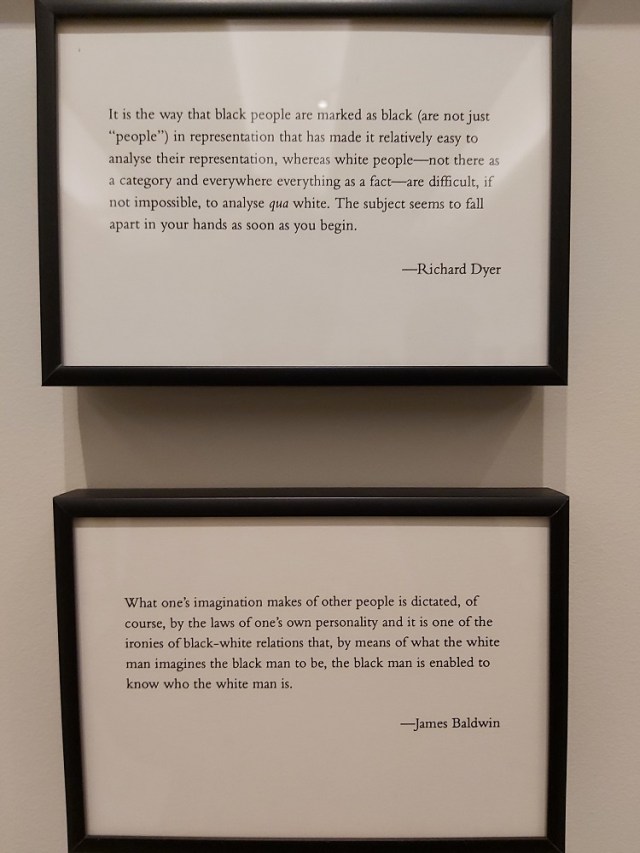 It is the way that black people are marked as black (are not just
“people”) in representation that has made it relatively easy to
analyse their representation, whereas white people—not there as
a category and everywhere everything as a fact—are difficult, if
not impossible, to analyse qua white. The subject seems to fall
apart in your hands as soon as you begin.
—Richard Dyer
What one’s imagination makes of other people is dictated, of
course, by the laws of one’s own personality and it is one of the
ironies of black-white relations that, by means of what the white
man imagines the black man to be, the black man is enabled to
know who the white man is.
—James Baldwin